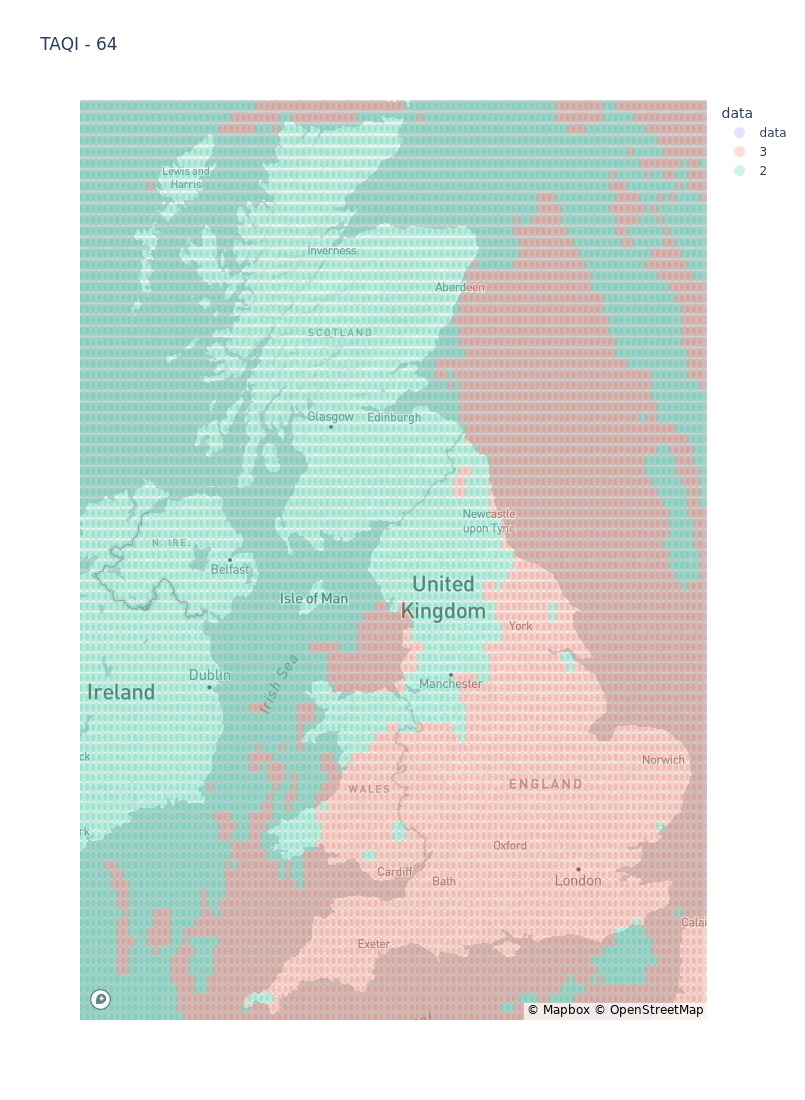 TAQI - 64
data
data
3
2
Lewis and
Harris
Inverness
Aberdeen
SCOTLAND
Glasgow
Edinburgh
Newcastle
upon Tyne
N. IRE.
Belfast
Isle of Man
United
Kingdom
York
Irish Sea
Dublin
Manchester
Ireland
ck
Norwich
WALES
ENGLAND
rk
Oxford
Cardiff
Bath
London
Calai
Exeter
© Mapbox © OpenStreetMap